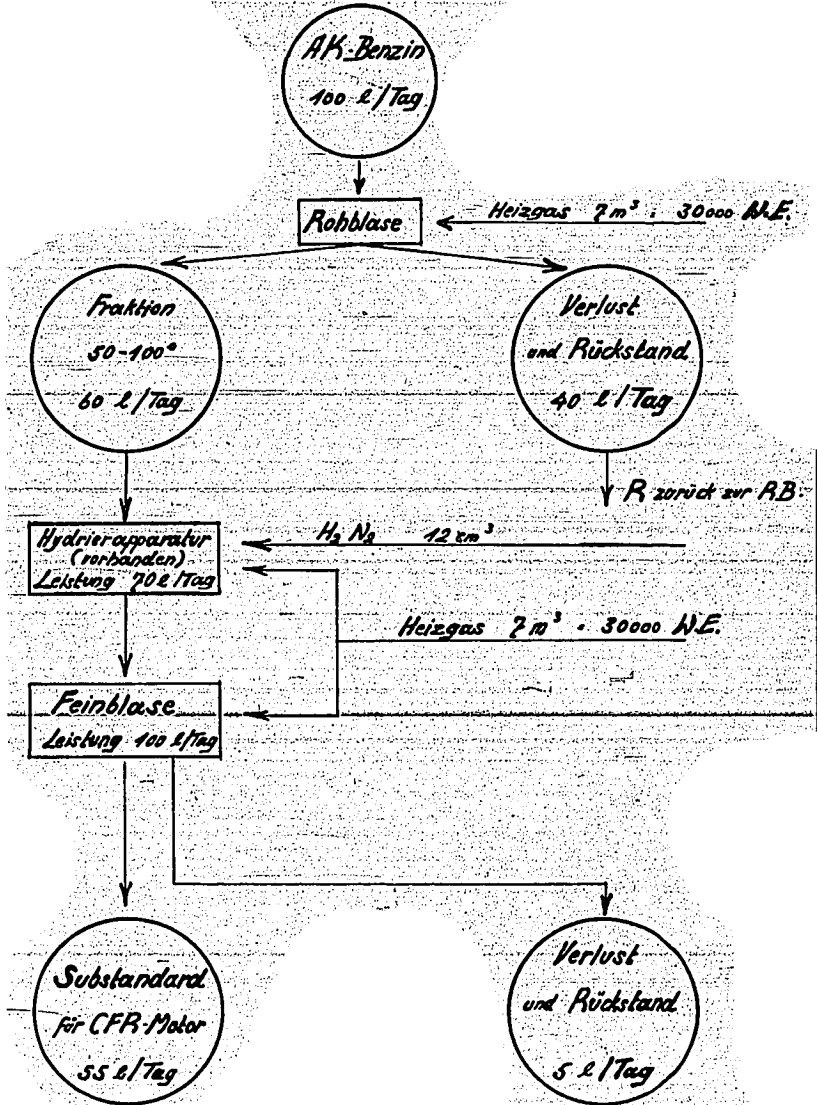 AK-Benzin
100 l/Tag
Rohblase
Heizgas 7 m³ = 30000 W.E.
Fraktion
50-100°
60 l/Tag
Verlust
und Rückstand
40 l/Tag
R zurück zur R.B.
Hydrierapparatur
(vorhanden)
Leistung 70 l/Tag
H₂ N₂ 12 cm³
Heizgas 7 m³ = 30000 W.E.
Feinblase
Leistung 100 l/Tag
Substandard
für CFR-Motor
55 l/Tag
Verlust
und Rückstand
5 l/Tag